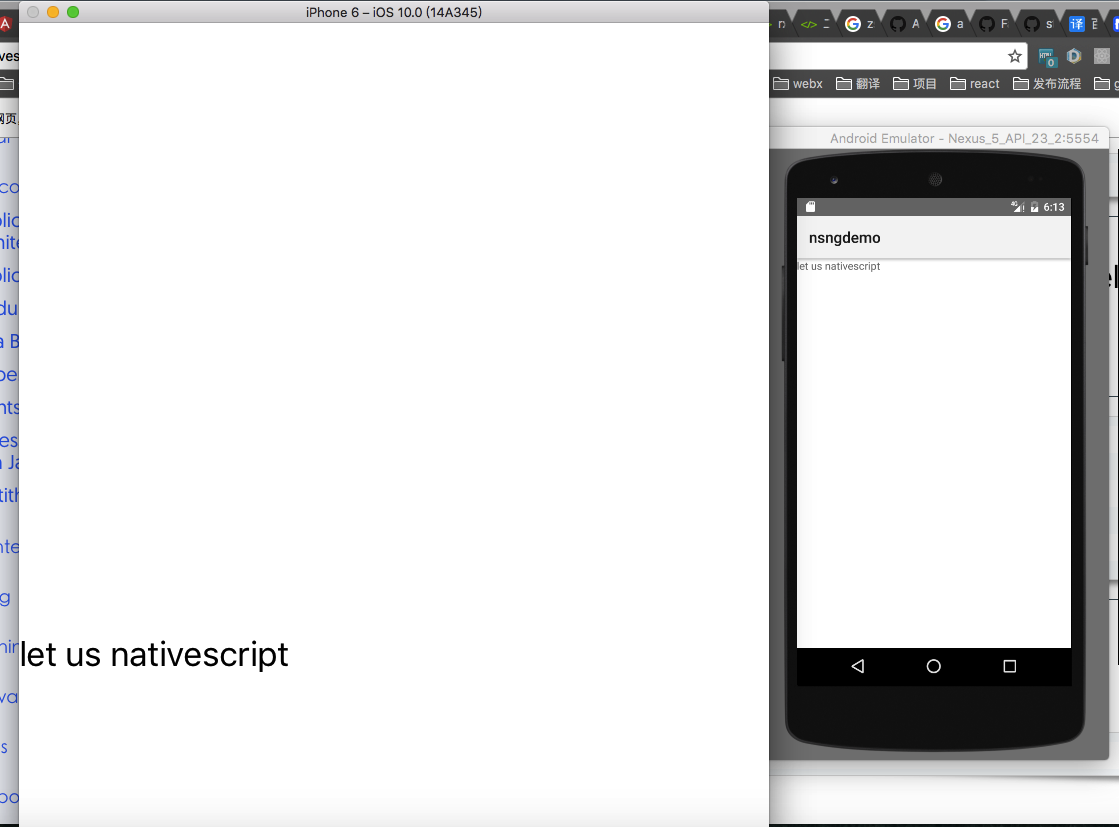 iPhone 6 – iOS 10.0 (14A345)
webx
翻译
项目
react
发布流程
Android Emulator - Nexus_5_API_23_2:5554
6:13
nsngdemo
let us nativescript
let us nativescript